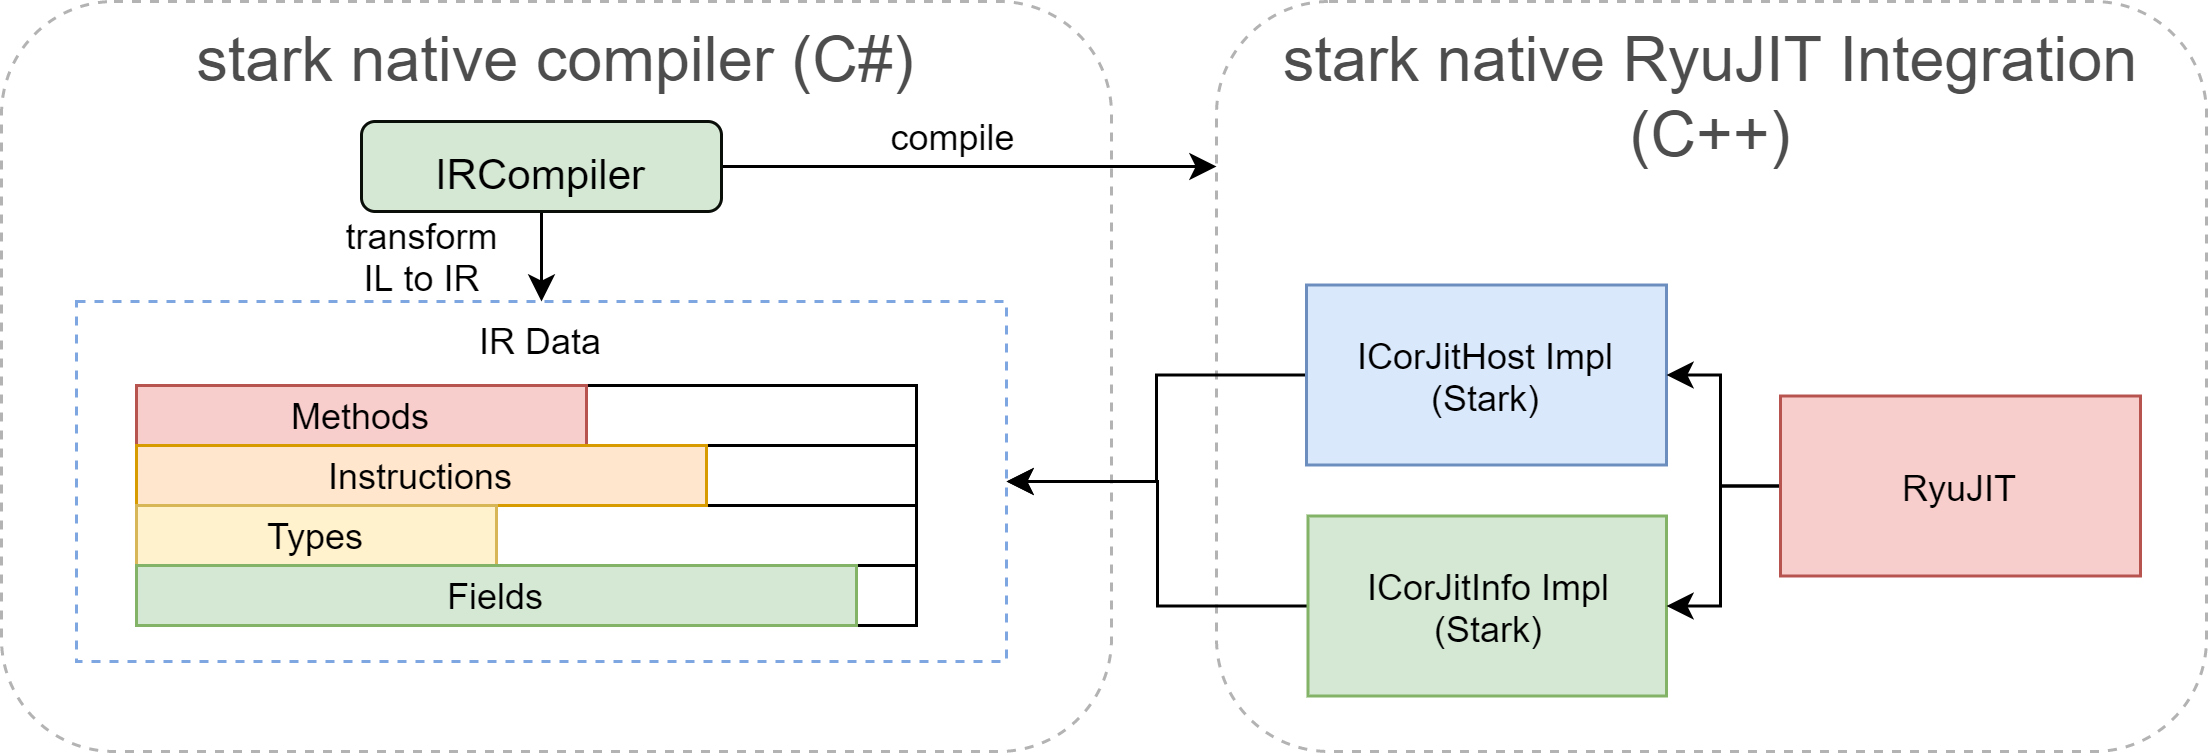 stark native compiler (C#)
IRCompiler
compile
transform
IL to IR
IR Data
Methods
Instructions
Types
Fields
stark native RyuJIT Integration
(C++)
ICorJitHost Impl
(Stark)
ICorJitInfo Impl
(Stark)
RyuJIT